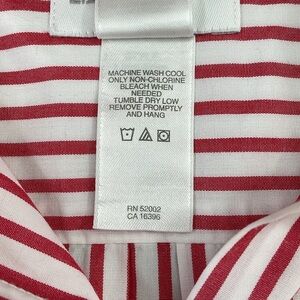 MACHINE WASH COOL
ONLY NON-CHLORINE
BLEACH WHEN
NEEDED
TUMBLE DRY LOW
REMOVE PROMPTLY
AND HANG
RN 52002
CA 16396